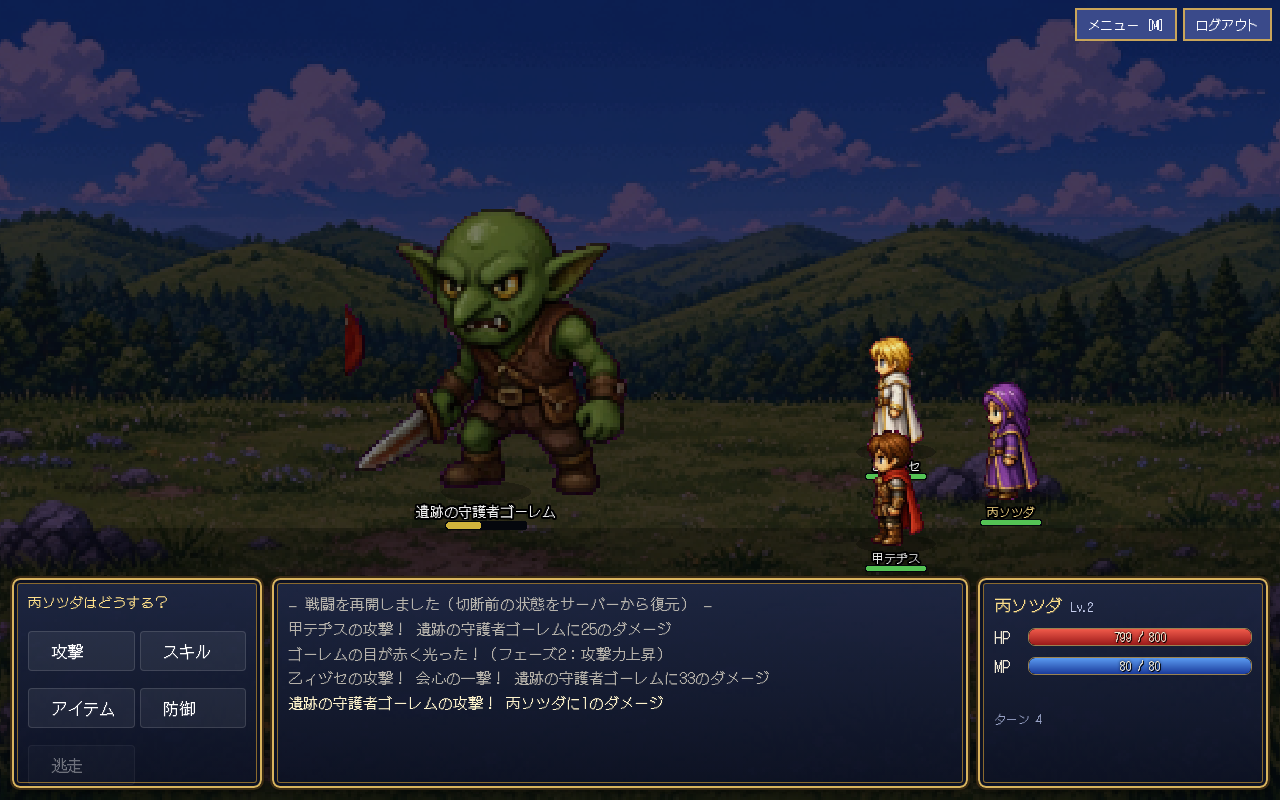 メニュー [M]
ログアウト
遺跡の守護者ゴーレム
セ
丙ソツダ
甲テヂス
丙ソツダはどうする?
攻撃
スキル
アイテム
防御
逃走
– 戦闘を再開しました(切断前の状態をサーバーから復元) –
甲テヂスの攻撃! 遺跡の守護者ゴーレムに25のダメージ
ゴーレムの目が赤く光った!(フェーズ2:攻撃力上昇)
乙ィヅセの攻撃! 会心の一撃! 遺跡の守護者ゴーレムに33のダメージ
遺跡の守護者ゴーレムの攻撃! 丙ソツダに1のダメージ
丙ソツダ Lv.2
HP 799 / 800
MP 80 / 80
ターン 4